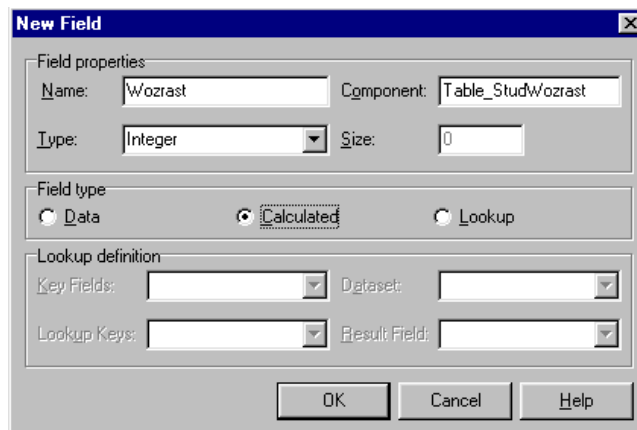 New Field
Field properties
Name: Wozrast Component: Table_StudWozrast
Type: Integer Size: 0
Field type
Data Calculated Lookup
Lookup definition
Key Fields: Dataset:
Lookup Keys: Result Field:
OK Cancel Help